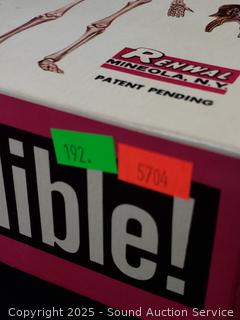 RENWAL
MINEOLA, N.Y.
PATENT PENDING
192.
5704
ible!
Copyright 2025 - Sound Auction Service